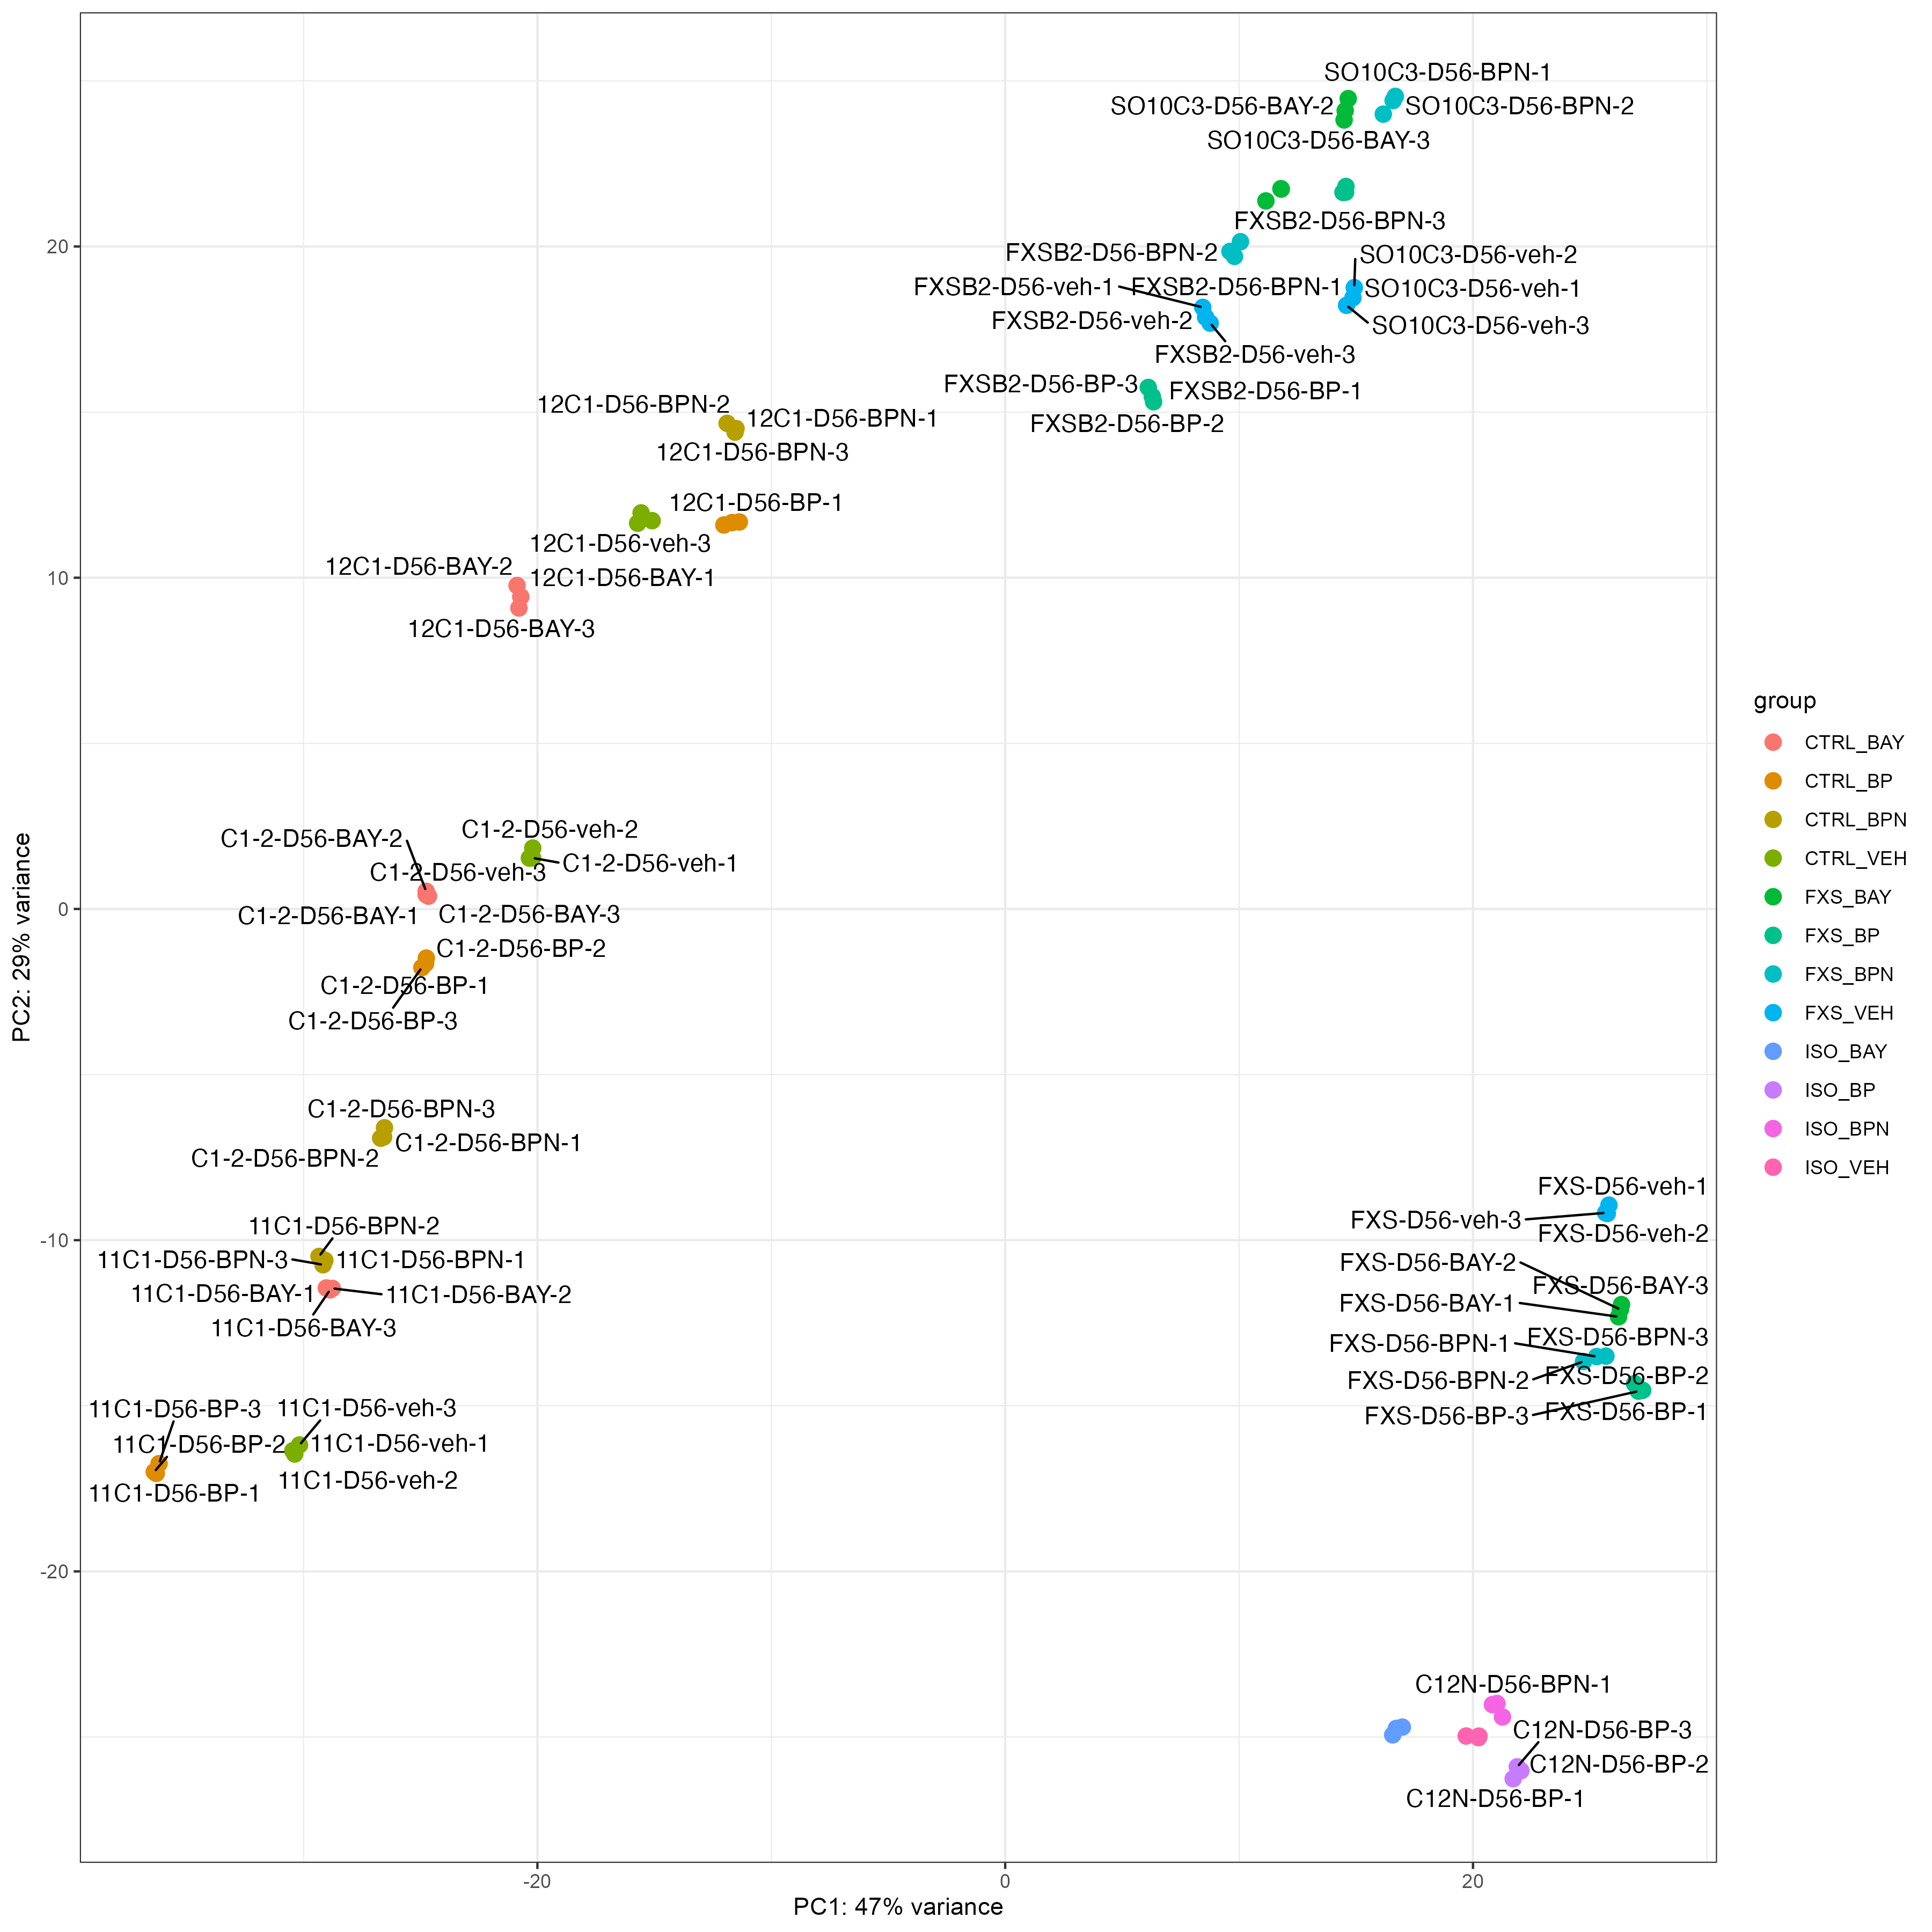 SO10C3-D56-BPN-1
SO10C3-D56-BAY-2
SO10C3-D56-BPN-2
SO10C3-D56-BAY-3
FXSB2-D56-BPN-3
FXSB2-D56-BPN-2
SO10C3-D56-veh-2
FXSB2-D56-veh-1
FXSB2-D56-BPN-1
SO10C3-D56-veh-1
FXSB2-D56-veh-2
SO10C3-D56-veh-3
FXSB2-D56-veh-3
FXSB2-D56-BP-3
FXSB2-D56-BP-1
FXSB2-D56-BP-2
12C1-D56-BPN-2
12C1-D56-BPN-1
12C1-D56-BPN-3
12C1-D56-BP-1
12C1-D56-veh-3
12C1-D56-BAY-2
12C1-D56-BAY-1
12C1-D56-BAY-3
C1-2-D56-veh-2
C1-2-D56-BAY-2
C1-2-D56-veh-1
C1-2-D56-veh-3
C1-2-D56-BAY-1
C1-2-D56-BAY-3
C1-2-D56-BP-2
C1-2-D56-BP-1
C1-2-D56-BP-3
C1-2-D56-BPN-3
C1-2-D56-BPN-1
C1-2-D56-BPN-2
11C1-D56-BPN-2
11C1-D56-BPN-3
11C1-D56-BPN-1
11C1-D56-BAY-1
11C1-D56-BAY-2
11C1-D56-BAY-3
11C1-D56-BP-3
11C1-D56-veh-3
11C1-D56-BP-2
11C1-D56-veh-1
11C1-D56-veh-2
11C1-D56-BP-1
FXS-D56-veh-1
FXS-D56-veh-3
FXS-D56-veh-2
FXS-D56-BAY-2
FXS-D56-BAY-3
FXS-D56-BAY-1
FXS-D56-BPN-3
FXS-D56-BPN-1
FXS-D56-BP-2
FXS-D56-BPN-2
FXS-D56-BP-1
FXS-D56-BP-3
C12N-D56-BPN-1
C12N-D56-BP-3
C12N-D56-BP-2
C12N-D56-BP-1
20
10
0
-10
-20
PC2: 29% variance
-20
0
20
PC1: 47% variance
group
CTRL_BAY
CTRL_BP
CTRL_BPN
CTRL_VEH
FXS_BAY
FXS_BP
FXS_BPN
FXS_VEH
ISO_BAY
ISO_BP
ISO_BPN
ISO_VEH